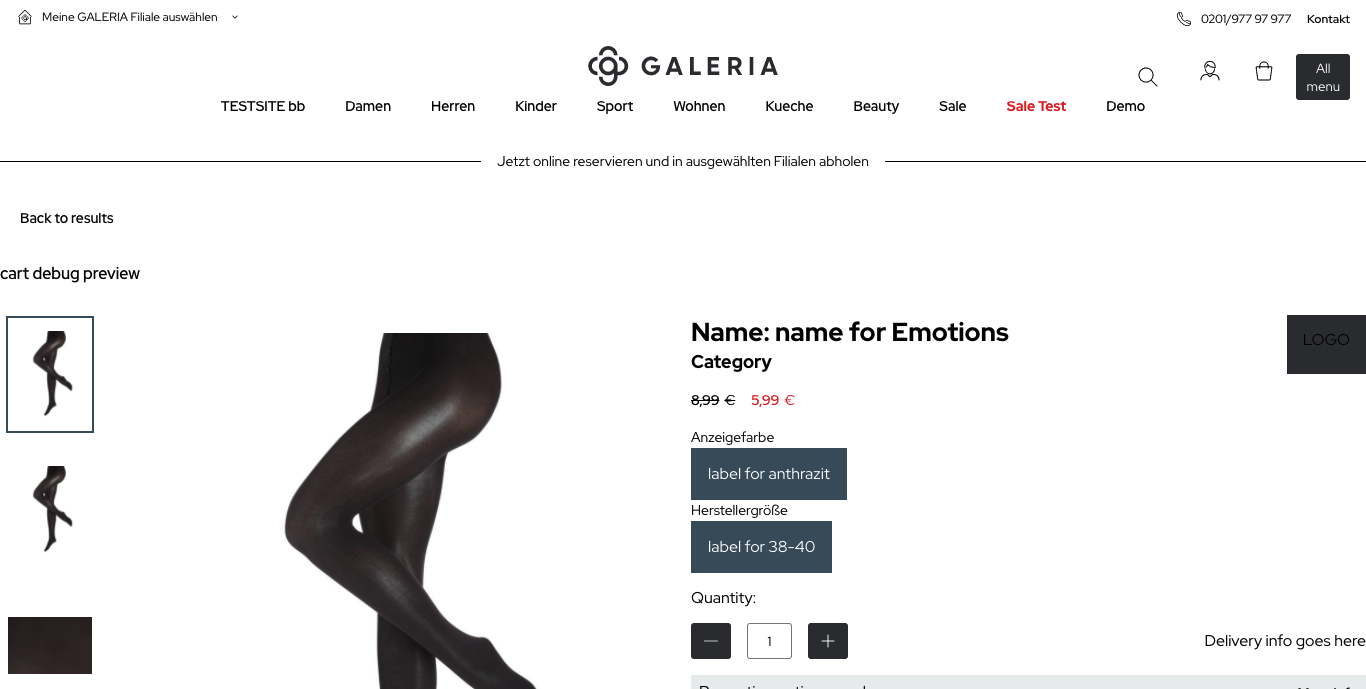 Meine GALERIA Filiale auswählen
0201/977 97 977 Kontakt
GALERIA
All
menu
TESTSITE bb Damen Herren Kinder Sport Wohnen Kueche Beauty Sale Sale Test Demo
Jetzt online reservieren und in ausgewählten Filialen abholen
Back to results
cart debug preview
Name: name for Emotions
LOGO
Category
8,99 € 5,99 €
Anzeigefarbe
label for anthrazit
Herstellergröße
label for 38-40
Quantity:
1
Delivery info goes here